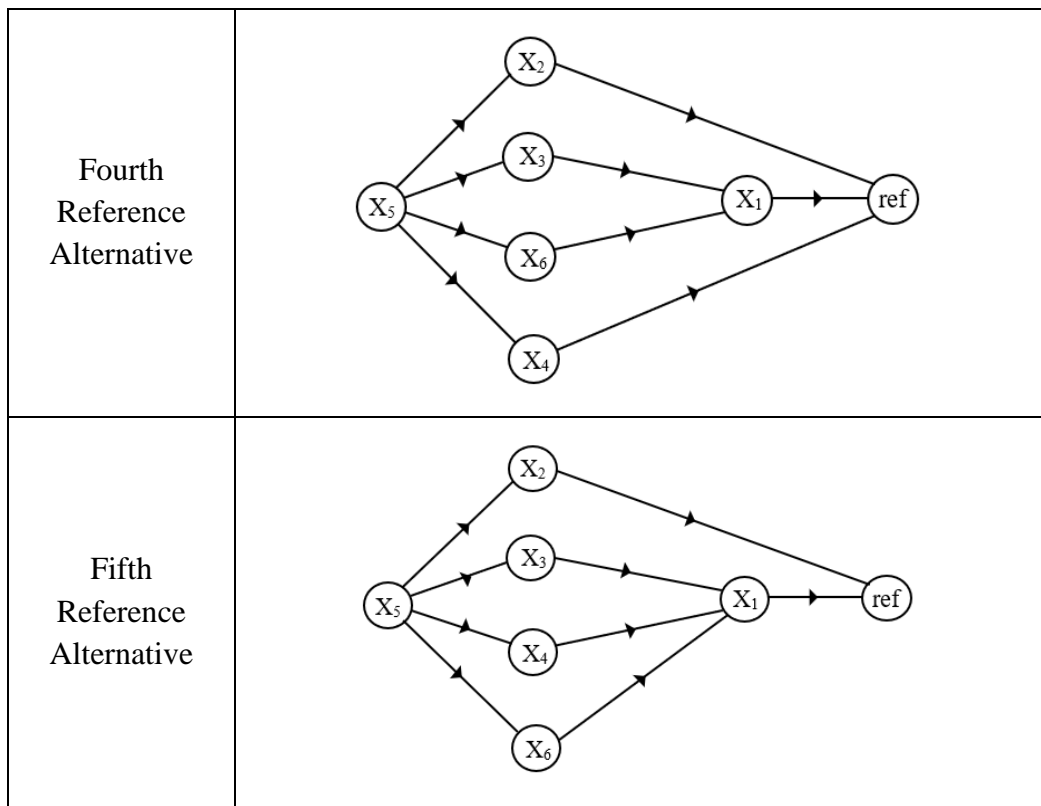 Fourth
Reference
Alternative
X₂
X₃
X₅
X₁
ref
X₆
X₄
Fifth
Reference
Alternative
X₂
X₃
X₅
X₁
ref
X₄
X₆